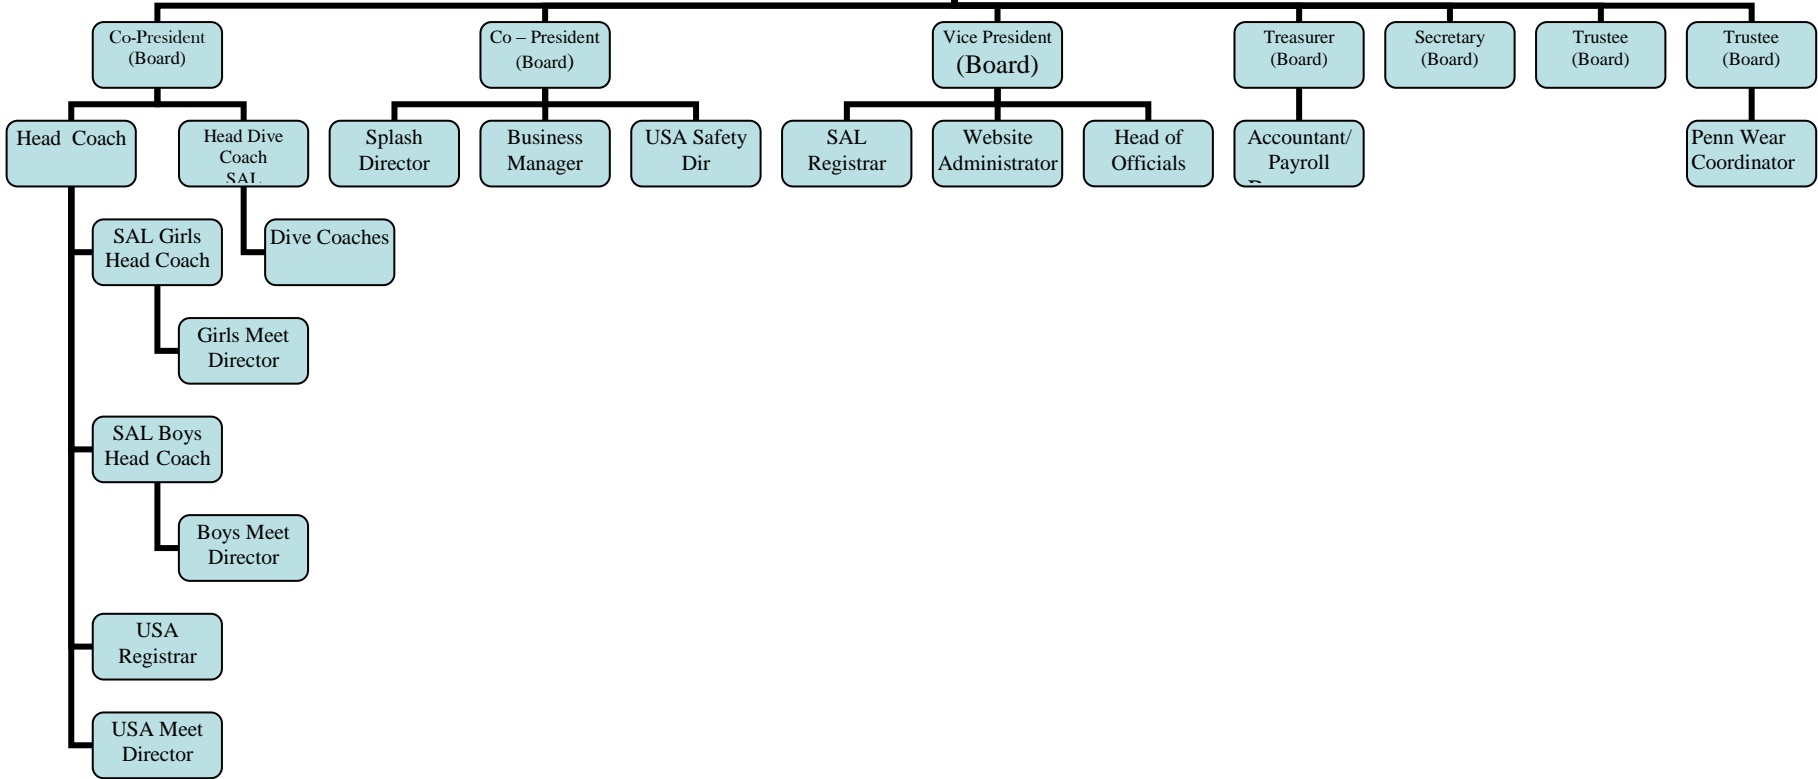 Co-President
(Board)
Co – President
(Board)
Vice President
(Board)
Treasurer
(Board)
Secretary
(Board)
Trustee
(Board)
Trustee
(Board)
Head Coach
Head Dive
Coach
SAL
Splash
Director
Business
Manager
USA Safety
Dir
SAL
Registrar
Website
Administrator
Head of
Officials
Accountant/
Payroll
Penn Wear
Coordinator
SAL Girls
Head Coach
Dive Coaches
Girls Meet
Director
SAL Boys
Head Coach
Boys Meet
Director
USA
Registrar
USA Meet
Director